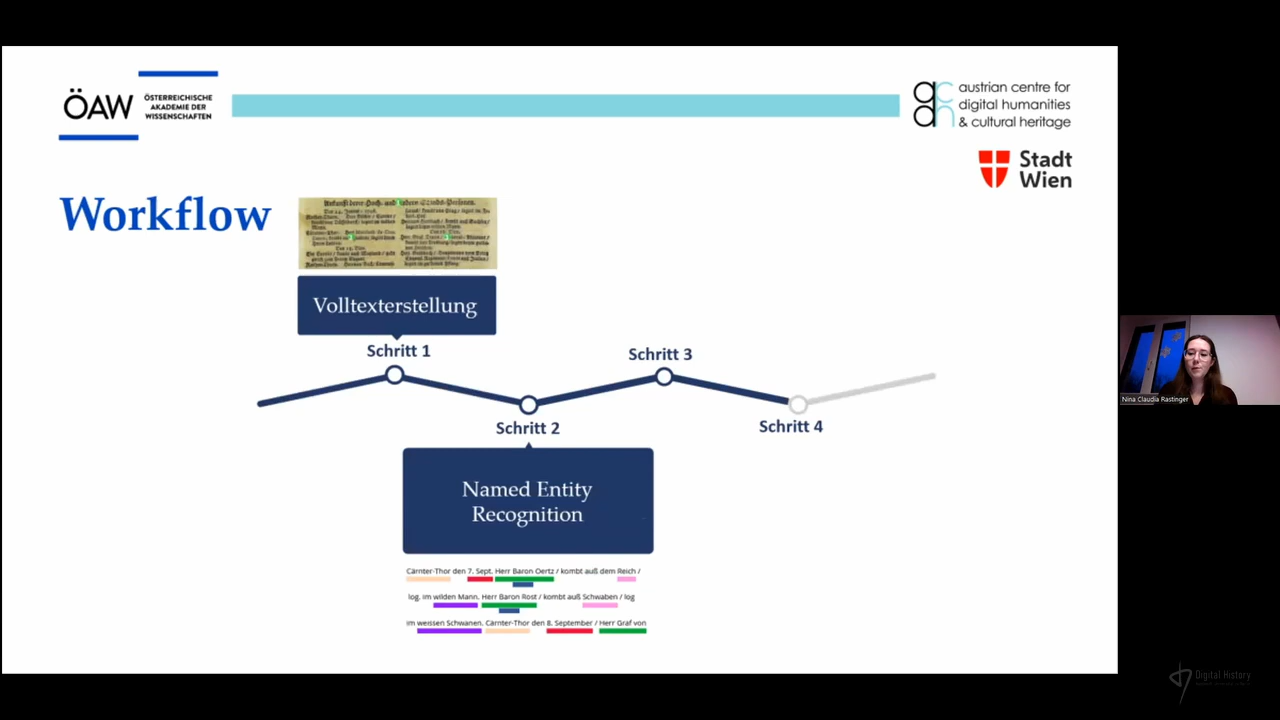 ÖAW
ÖSTERREICHISCHE
AKADEMIE DER
WISSENSCHAFTEN
austrian centre for
digital humanities
& cultural heritage
Stadt
Wien
Workflow
Volltexterstellung
Schritt 1
Schritt 3
Schritt 2
Schritt 4
Named Entity
Recognition
Cärnter-Thor den 7. Sept. Herr Baron Oertz / kombt auß dem Reich /
log. im wilden Mann. Herr Baron Rost / kombt auß Schwaben / log
im weissen Schwanen. Cärnter-Thor den 8. September / Herr Graf von
Nina Claudia Rastinger
Digital History